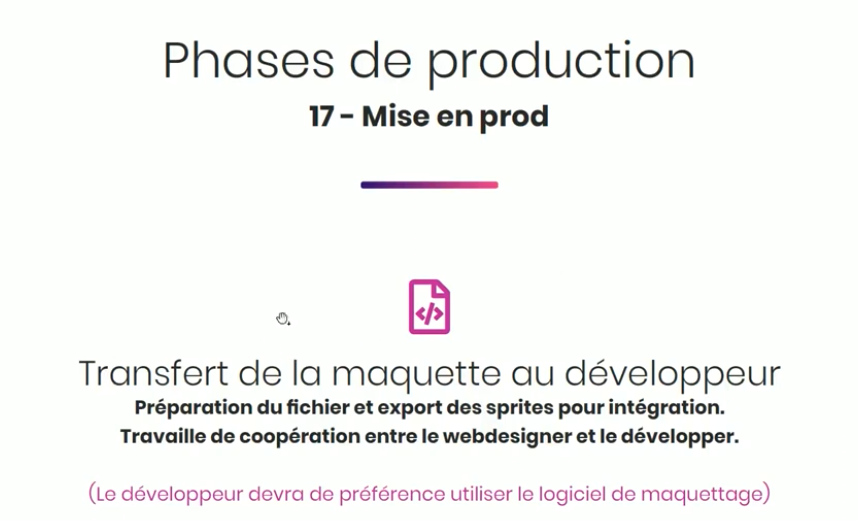 Phases de production
17 - Mise en prod
</>
Transfert de la maquette au développeur
Préparation du fichier et export des sprites pour intégration.
Travaille de coopération entre le webdesigner et le développer.
(Le développeur devra de préférence utiliser le logiciel de maquettage)